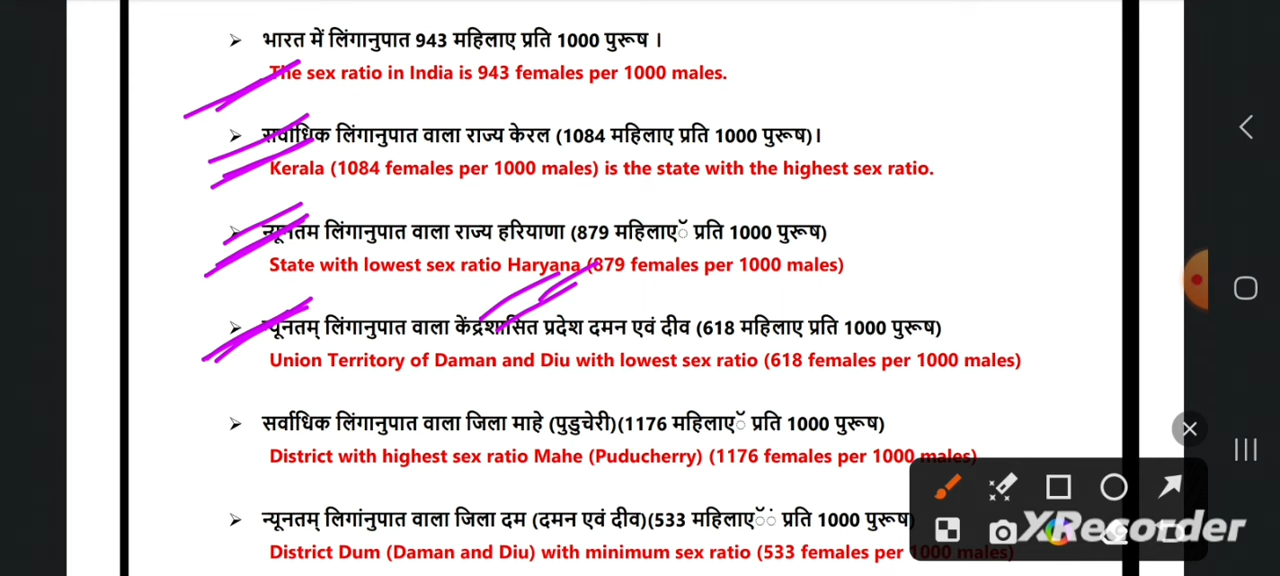 भारत में लिंगानुपात 943 महिलाए प्रति 1000 पुरूष ।
The sex ratio in India is 943 females per 1000 males.
सर्वाधिक लिंगानुपात वाला राज्य केरल (1084 महिलाए प्रति 1000 पुरूष)।
Kerala (1084 females per 1000 males) is the state with the highest sex ratio.
न्यूनतम लिंगानुपात वाला राज्य हरियाणा (879 महिलाएॅ प्रति 1000 पुरूष)
State with lowest sex ratio Haryana (879 females per 1000 males)
न्यूनतम् लिंगानुपात वाला केंद्रशासित प्रदेश दमन एवं दीव (618 महिलाए प्रति 1000 पुरूष)
Union Territory of Daman and Diu with lowest sex ratio (618 females per 1000 males)
सर्वाधिक लिंगानुपात वाला जिला माहे (पुडुचेरी)(1176 महिलाएॅ प्रति 1000 पुरूष)
District with highest sex ratio Mahe (Puducherry) (1176 females per 1000 males)
न्यूनतम् लिगांनुपात वाला जिला दम (दमन एवं दीव)(533 महिलाएॅं प्रति 1000 पुरूष)
District Dum (Daman and Diu) with minimum sex ratio (533 females per 1000 males)
XRecorder